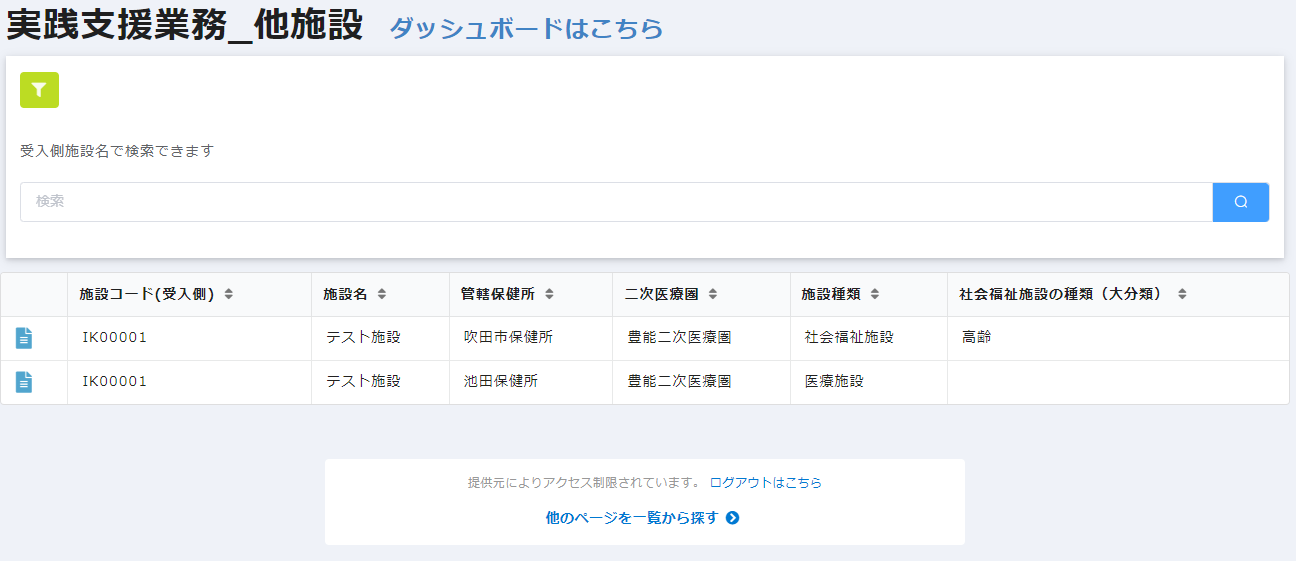 実践支援業務_他施設 ダッシュボードはこちら
受入側施設名で検索できます
検索
施設コード(受入側) 施設名 管轄保健所 二次医療圏 施設種類 社会福祉施設の種類（大分類）
IK00001 テスト施設 吹田市保健所 豊能二次医療圏 社会福祉施設 高齢
IK00001 テスト施設 池田保健所 豊能二次医療圏 医療施設
提供元によりアクセス制限されています。 ログアウトはこちら
他のページを一覧から探す